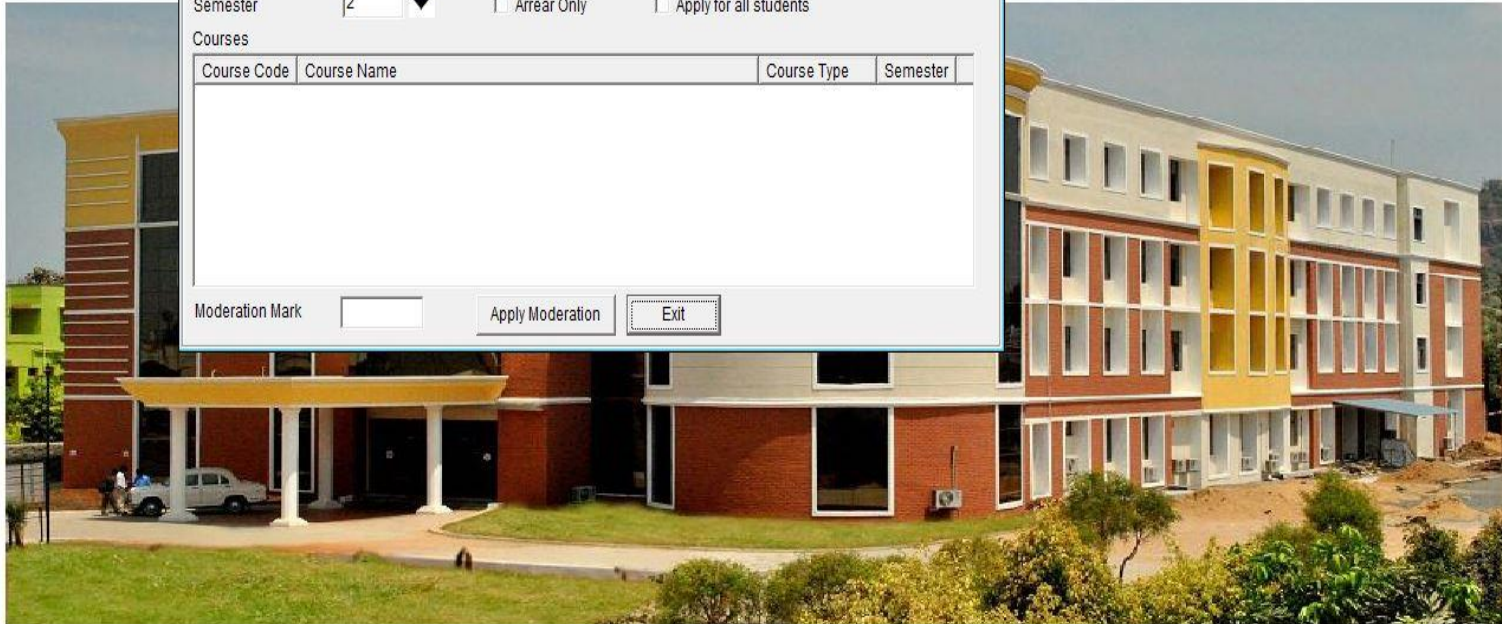 Semester 2 Arrear Only Apply for all students
Courses
Course Code Course Name Course Type Semester
Moderation Mark Apply Moderation Exit